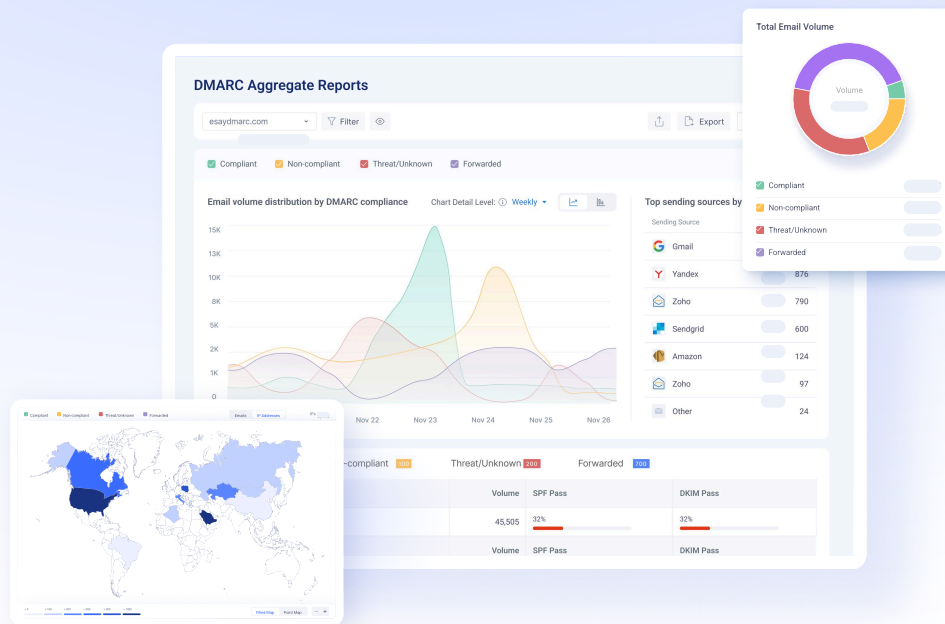 Total Email Volume
DMARC Aggregate Reports
Volume
esaydmarc.com
Filter
Export
Compliant
Non-compliant
Threat/Unknown
Forwarded
Compliant
Non-compliant
Threat/Unknown
Forwarded
Email volume distribution by DMARC compliance
Chart Detail Level:
Weekly
Top sending sources by
Sending Source
15K
13K
10K
8K
5K
2K
1K
0
Nov 22
Nov 23
Nov 24
Nov 25
Nov 26
Gmail
Yandex 876
Zoho 790
Sendgrid 600
Amazon 124
Zoho 97
Other 24
Compliant
Non-compliant
Threat/Unknown
Forwarded
Emails
IP Addresses
IPs
-compliant 100
Threat/Unknown 200
Forwarded 700
Volume SPF Pass DKIM Pass
45,505 32% 32%
Volume SPF Pass DKIM Pass
Tiled Map
Point Map